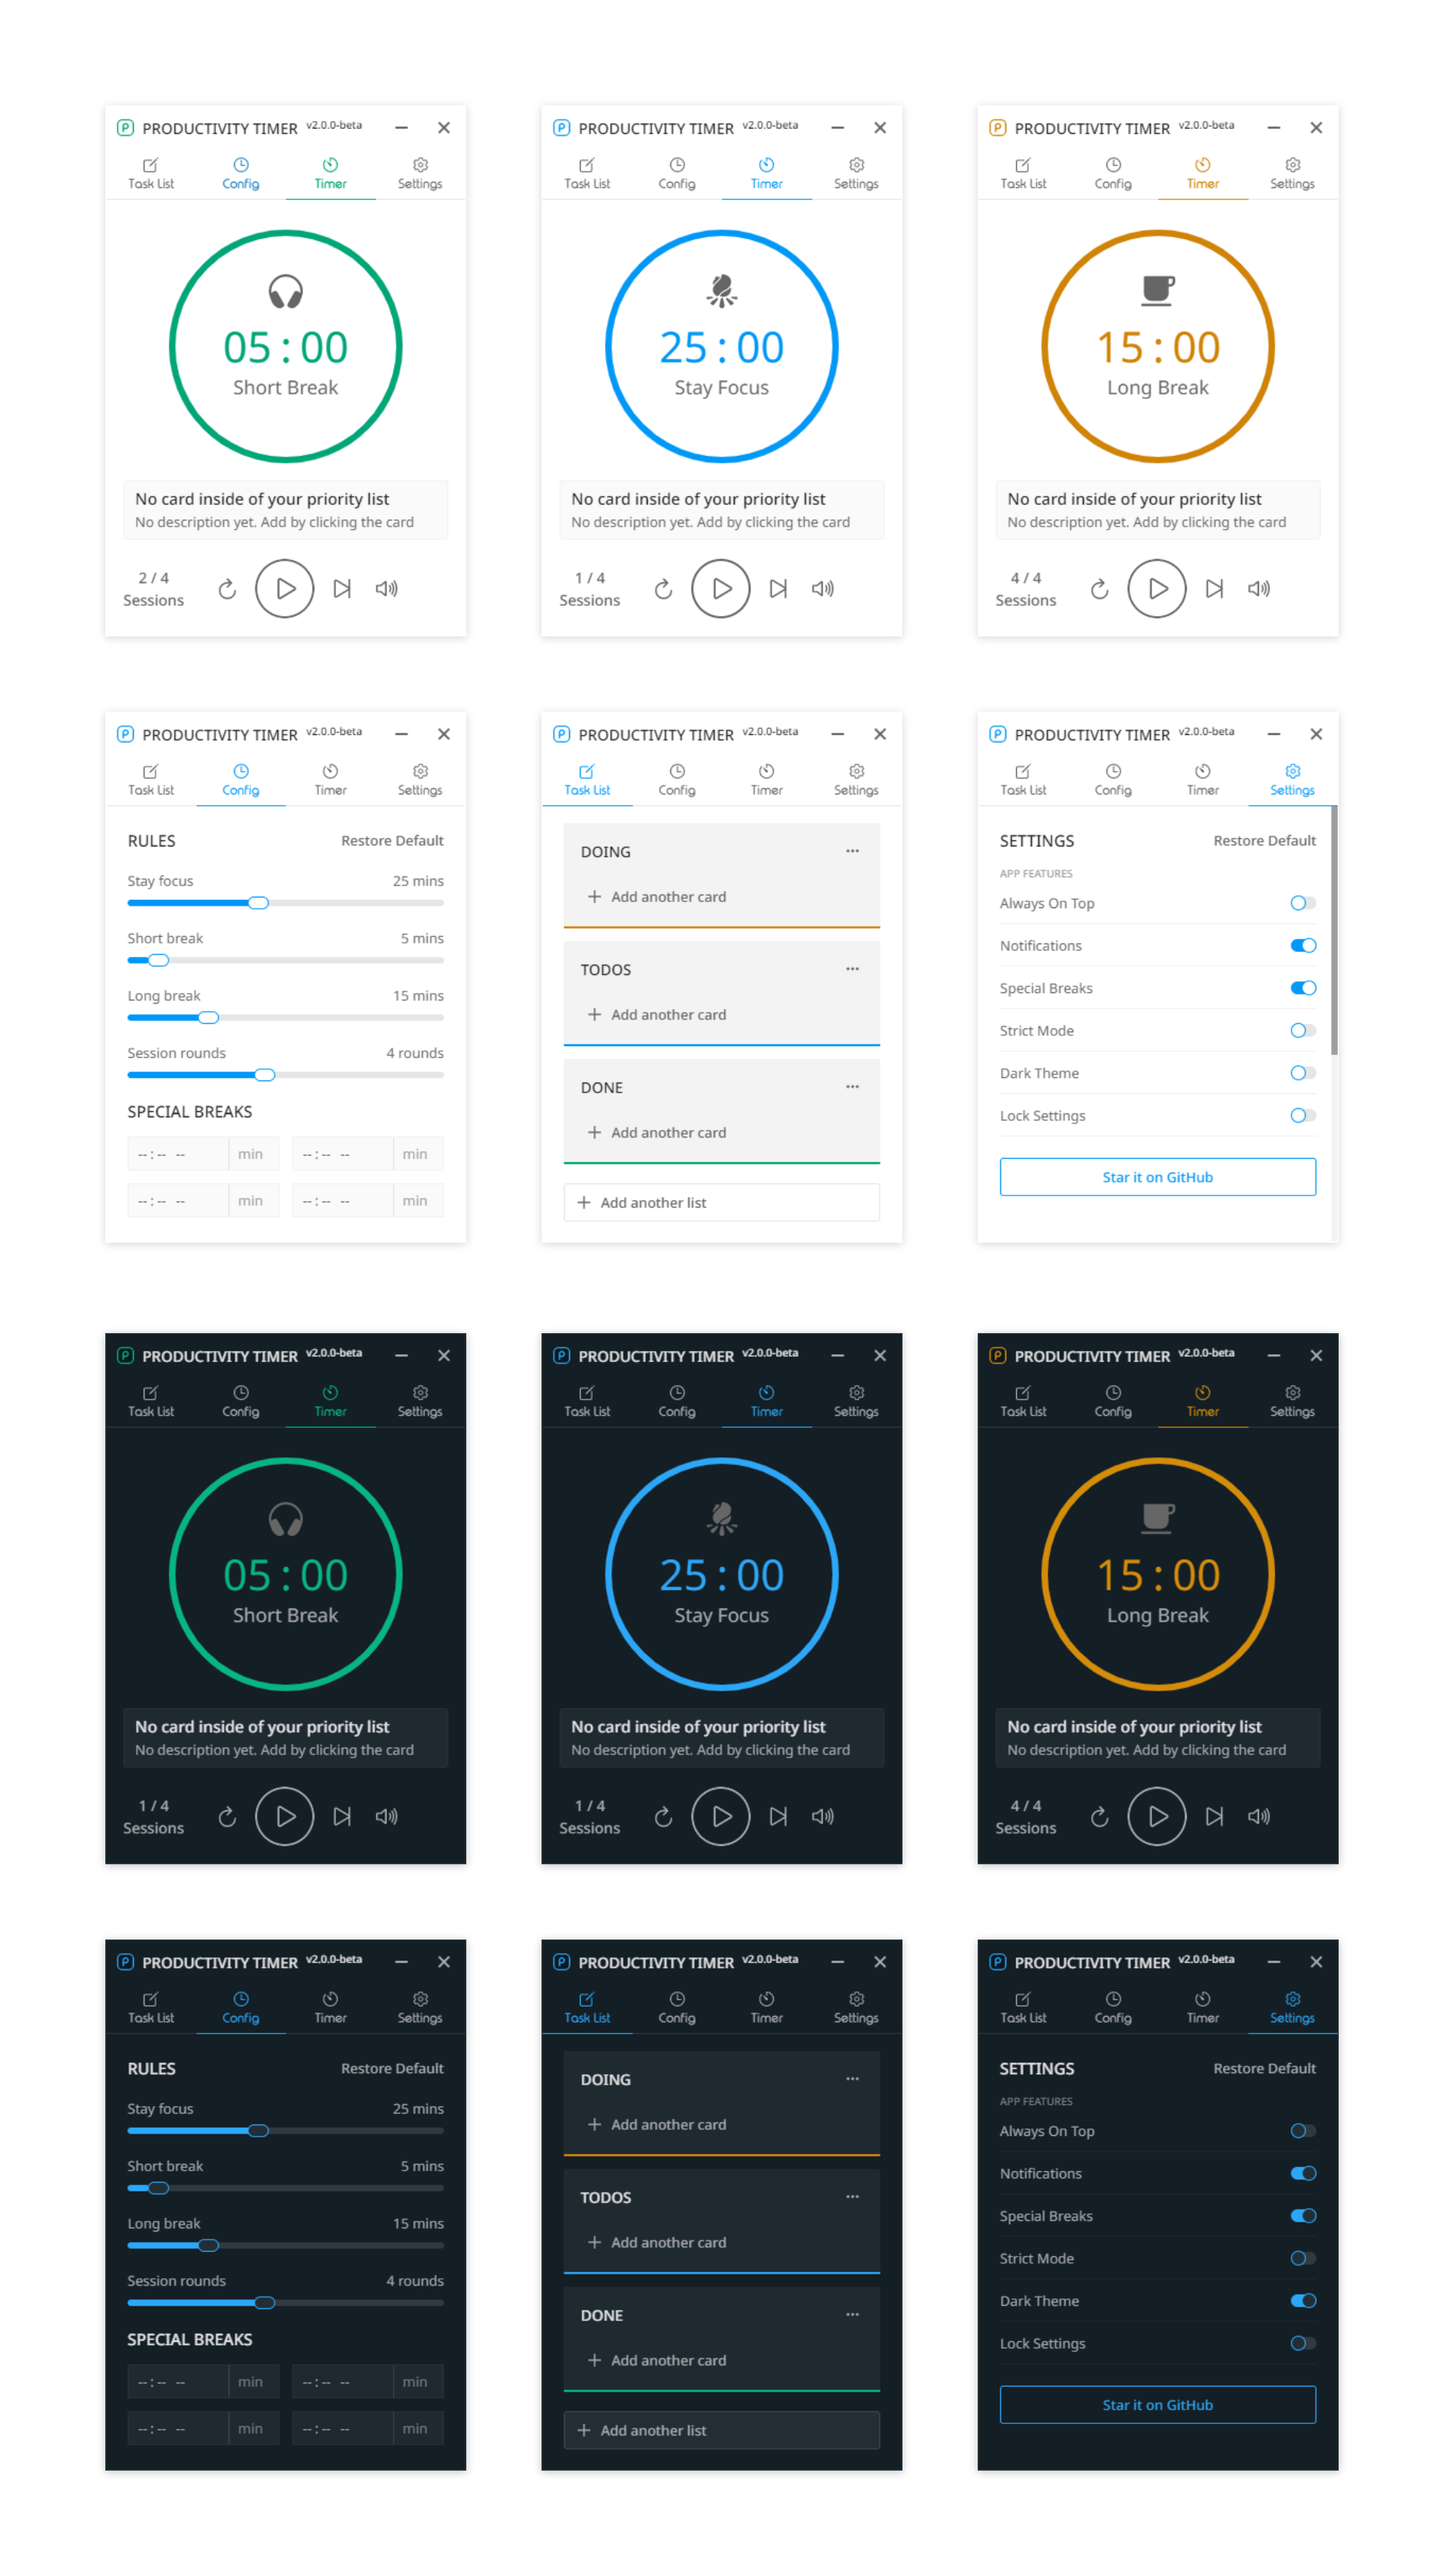 PRODUCTIVITY TIMER v2.0.0-beta
Task List Config Timer Settings
05 : 00
Short Break
No card inside of your priority list
No description yet. Add by clicking the card
2 / 4
Sessions
PRODUCTIVITY TIMER v2.0.0-beta
Task List Config Timer Settings
25 : 00
Stay Focus
No card inside of your priority list
No description yet. Add by clicking the card
1 / 4
Sessions
PRODUCTIVITY TIMER v2.0.0-beta
Task List Config Timer Settings
15 : 00
Long Break
No card inside of your priority list
No description yet. Add by clicking the card
4 / 4
Sessions
PRODUCTIVITY TIMER v2.0.0-beta
Task List Config Timer Settings
RULES Restore Default
Stay focus 25 mins
Short break 5 mins
Long break 15 mins
Session rounds 4 rounds
SPECIAL BREAKS
--:-- -- min --:-- -- min
--:-- -- min --:-- -- min
PRODUCTIVITY TIMER v2.0.0-beta
Task List Config Timer Settings
DOING ...
+ Add another card
TODOS ...
+ Add another card
DONE ...
+ Add another card
+ Add another list
PRODUCTIVITY TIMER v2.0.0-beta
Task List Config Timer Settings
SETTINGS Restore Default
APP FEATURES
Always On Top
Notifications
Special Breaks
Strict Mode
Dark Theme
Lock Settings
Star it on GitHub
PRODUCTIVITY TIMER v2.0.0-beta
Task List Config Timer Settings
05 : 00
Short Break
No card inside of your priority list
No description yet. Add by clicking the card
1 / 4
Sessions
PRODUCTIVITY TIMER v2.0.0-beta
Task List Config Timer Settings
25 : 00
Stay Focus
No card inside of your priority list
No description yet. Add by clicking the card
1 / 4
Sessions
PRODUCTIVITY TIMER v2.0.0-beta
Task List Config Timer Settings
15 : 00
Long Break
No card inside of your priority list
No description yet. Add by clicking the card
4 / 4
Sessions
PRODUCTIVITY TIMER v2.0.0-beta
Task List Config Timer Settings
RULES Restore Default
Stay focus 25 mins
Short break 5 mins
Long break 15 mins
Session rounds 4 rounds
SPECIAL BREAKS
--:-- -- min --:-- -- min
--:-- -- min --:-- -- min
PRODUCTIVITY TIMER v2.0.0-beta
Task List Config Timer Settings
DOING ...
+ Add another card
TODOS ...
+ Add another card
DONE ...
+ Add another card
+ Add another list
PRODUCTIVITY TIMER v2.0.0-beta
Task List Config Timer Settings
SETTINGS Restore Default
APP FEATURES
Always On Top
Notifications
Special Breaks
Strict Mode
Dark Theme
Lock Settings
Star it on GitHub